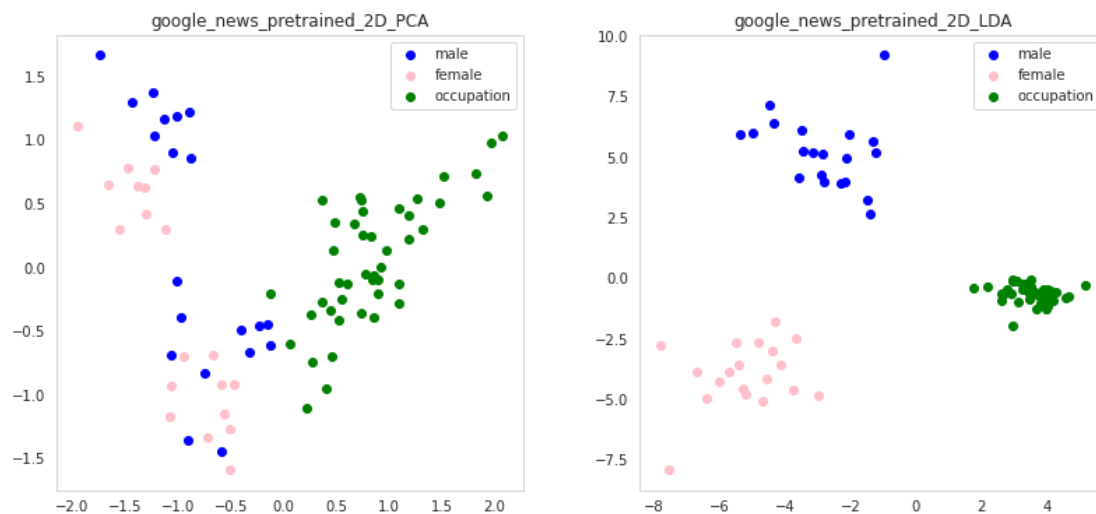 google_news_pretrained_2D_PCA
male
female
occupation
1.5
1.0
0.5
0.0
−0.5
−1.0
−1.5
−2.0 −1.5 −1.0 −0.5 0.0 0.5 1.0 1.5 2.0
google_news_pretrained_2D_LDA
male
female
occupation
10.0
7.5
5.0
2.5
0.0
−2.5
−5.0
−7.5
−8 −6 −4 −2 0 2 4